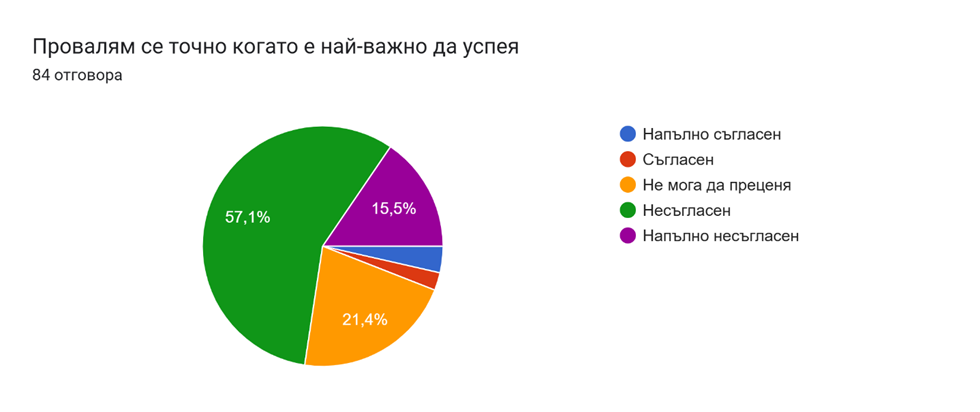 Провалям се точно когато е най-важно да успея
84 отговора
57,1%
15,5%
21,4%
Напълно съгласен
Съгласен
Не мога да преценя
Несъгласен
Напълно несъгласен